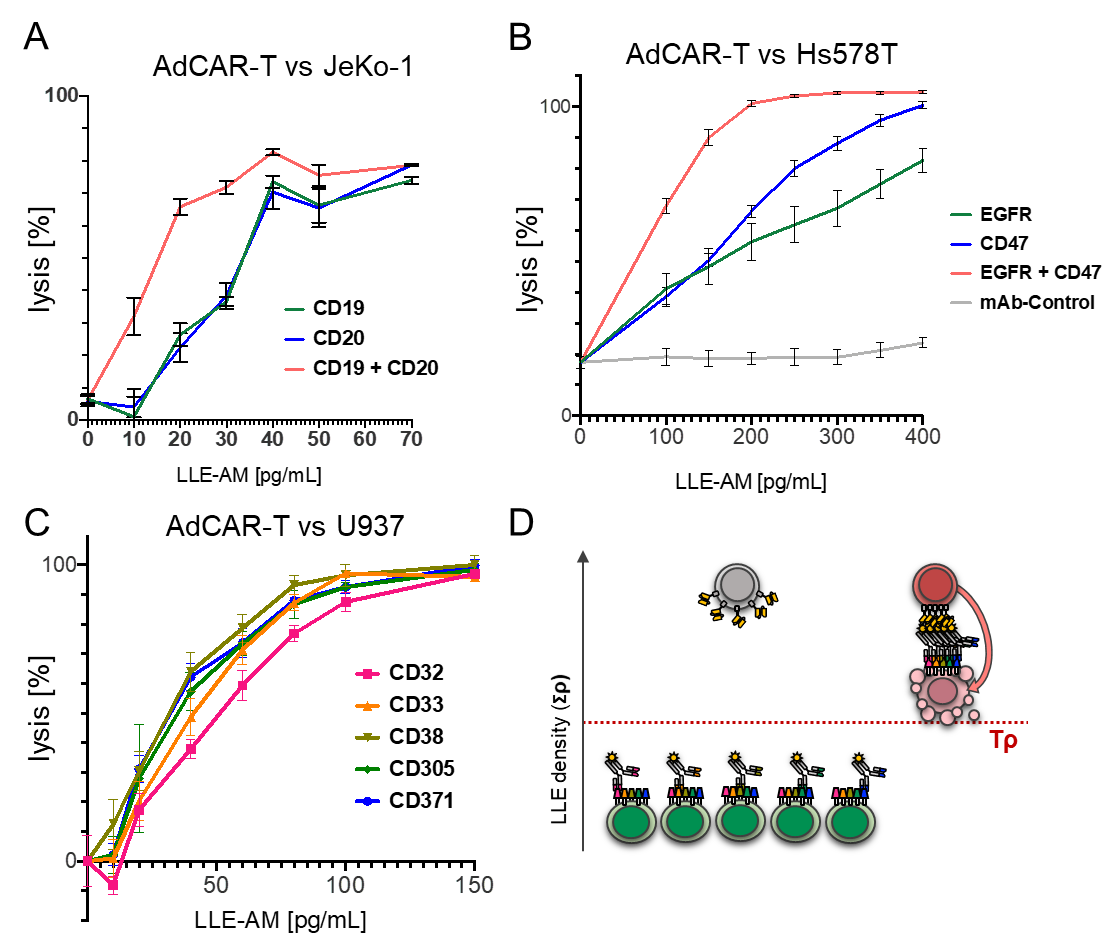 A
AdCAR-T vs JeKo-1
100
0
lysis [%]
0 10 20 30 40 50 70
LLE-AM [pg/mL]
CD19
CD20
CD19 + CD20
B
AdCAR-T vs Hs578T
100
0
lysis [%]
0 100 200 300 400
LLE-AM [pg/mL]
EGFR
CD47
EGFR + CD47
mAb-Control
C
AdCAR-T vs U937
100
0
lysis [%]
50 100 150
LLE-AM [pg/mL]
CD32
CD33
CD38
CD305
CD371
D
LLE density (Σρ)
Tρ